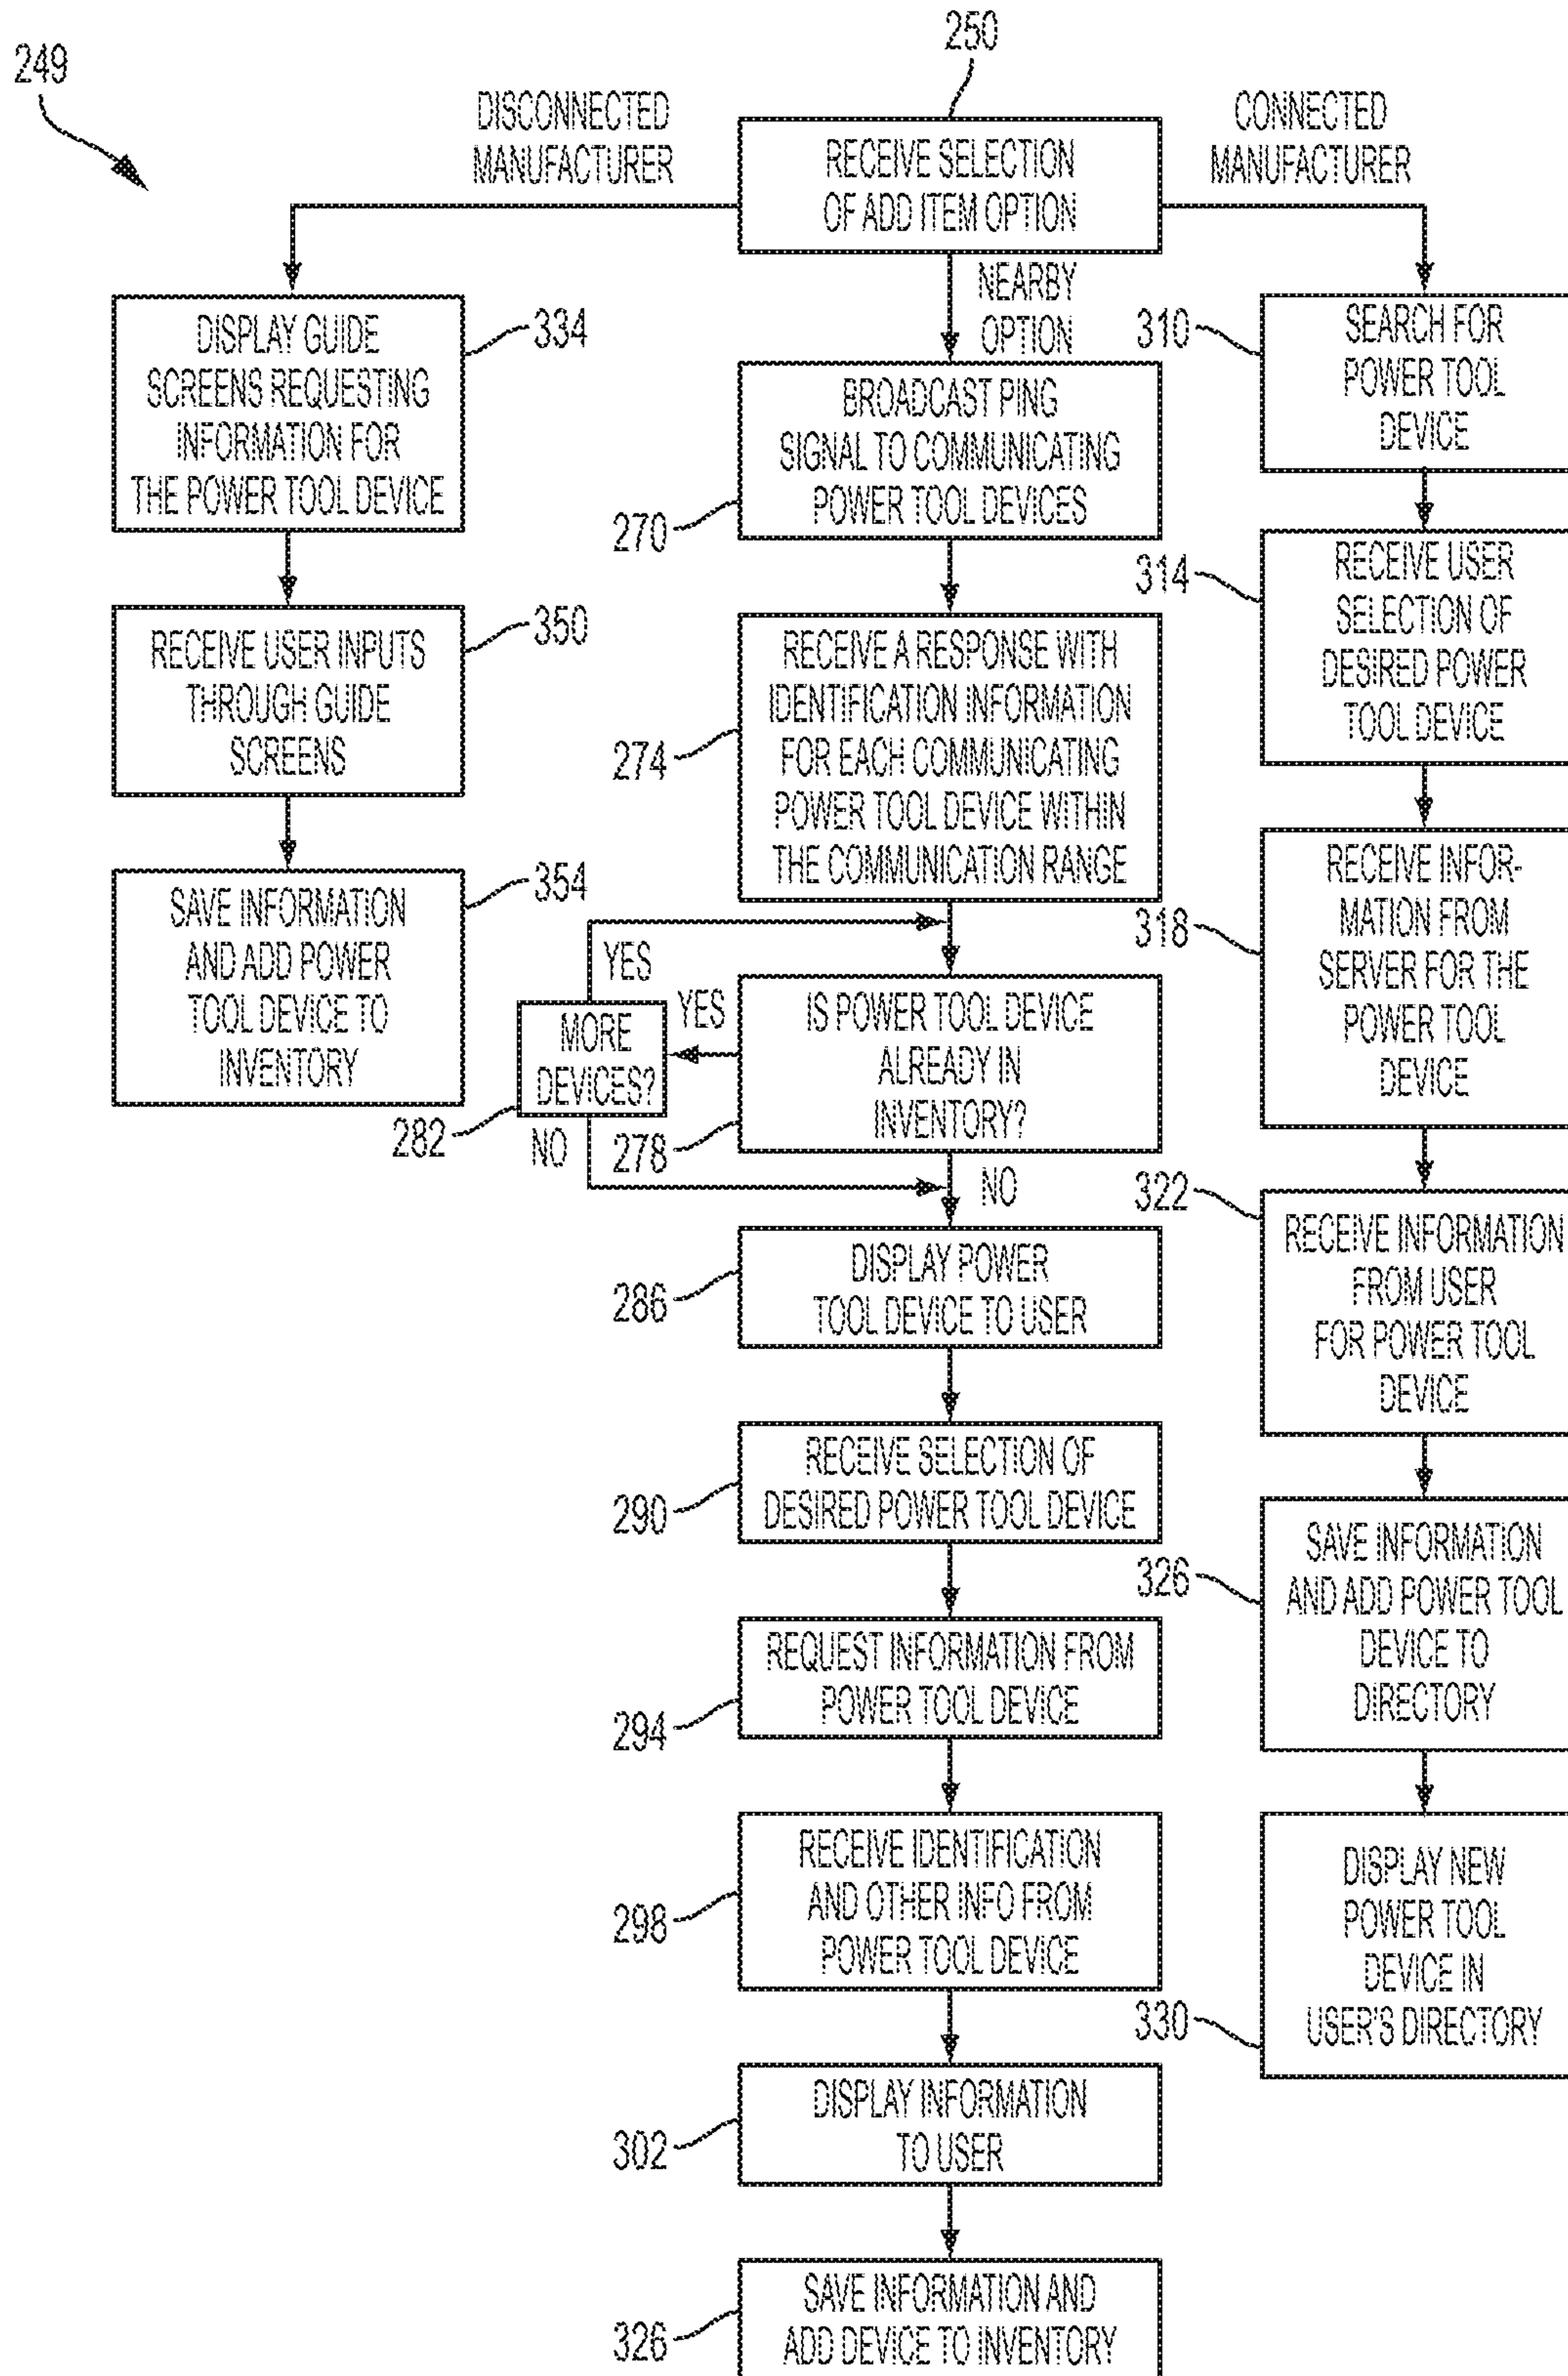 249
250
DISCONNECTED
MANUFACTURER
RECEIVE SELECTION
OF ADD ITEM OPTION
CONNECTED
MANUFACTURER
NEARBY
OPTION
DISPLAY GUIDE
SCREENS REQUESTING
INFORMATION FOR
THE POWER TOOL DEVICE
334
RECEIVE USER INPUTS
THROUGH GUIDE
SCREENS
350
SAVE INFORMATION
AND ADD POWER
TOOL DEVICE TO
INVENTORY
354
BROADCAST PING
SIGNAL TO COMMUNICATING
POWER TOOL DEVICES
270
RECEIVE A RESPONSE WITH
IDENTIFICATION INFORMATION
FOR EACH COMMUNICATING
POWER TOOL DEVICE WITHIN
THE COMMUNICATION RANGE
274
YES
YES
MORE
DEVICES?
282
NO
IS POWER TOOL DEVICE
ALREADY IN
INVENTORY?
278
NO
DISPLAY POWER
TOOL DEVICE TO USER
286
RECEIVE SELECTION OF
DESIRED POWER TOOL DEVICE
290
REQUEST INFORMATION FROM
POWER TOOL DEVICE
294
RECEIVE IDENTIFICATION
AND OTHER INFO FROM
POWER TOOL DEVICE
298
DISPLAY INFORMATION
TO USER
302
SAVE INFORMATION AND
ADD DEVICE TO INVENTORY
326
310
SEARCH FOR
POWER TOOL
DEVICE
314
RECEIVE USER
SELECTION OF
DESIRED POWER
TOOL DEVICE
318
RECEIVE INFOR-
MATION FROM
SERVER FOR THE
POWER TOOL
DEVICE
322
RECEIVE INFORMATION
FROM USER
FOR POWER TOOL
DEVICE
326
SAVE INFORMATION
AND ADD POWER TOOL
DEVICE TO
DIRECTORY
330
DISPLAY NEW
POWER TOOL
DEVICE IN
USER'S DIRECTORY